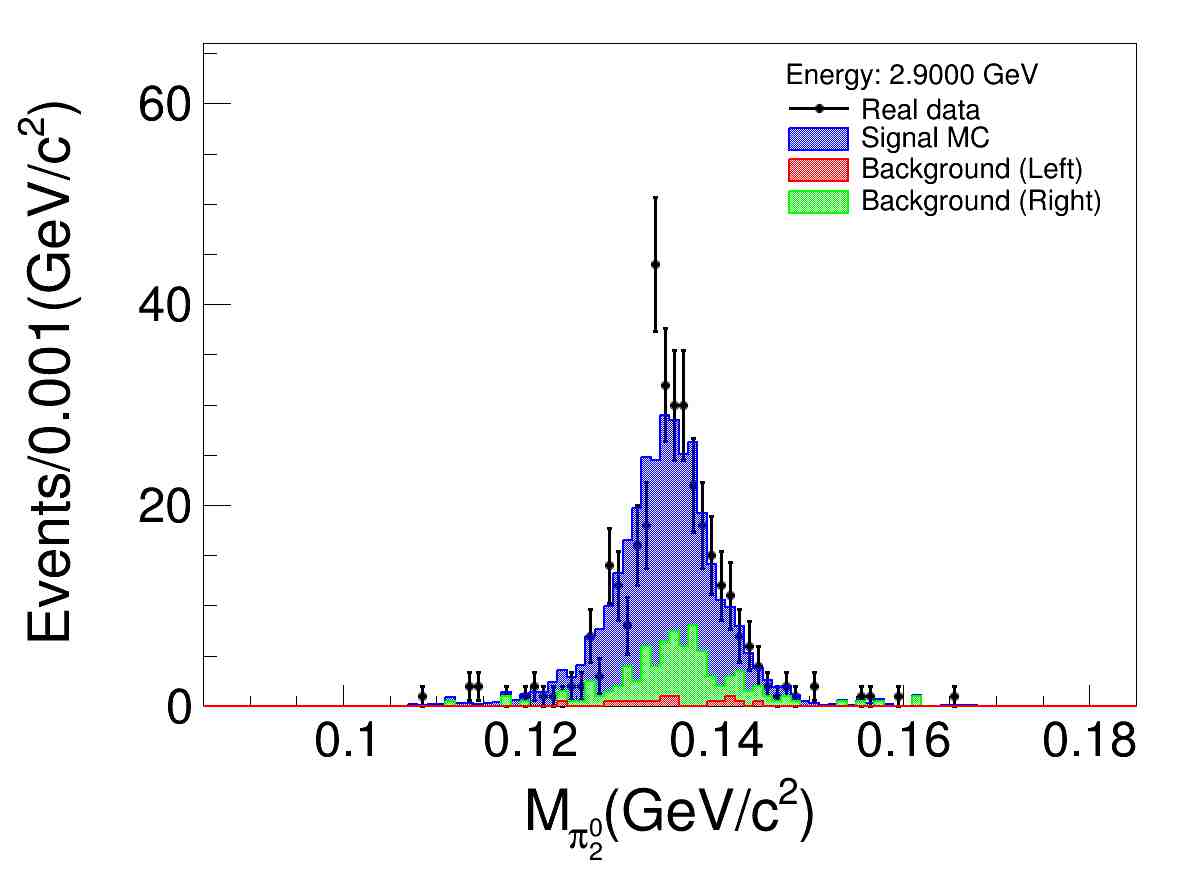 Energy: 2.9000 GeV
Real data
Signal MC
Background (Left)
Background (Right)
Events/0.001(GeV/c²)
60
40
20
0
0.1 0.12 0.14 0.16 0.18
M_{π⁰₂}(GeV/c²)